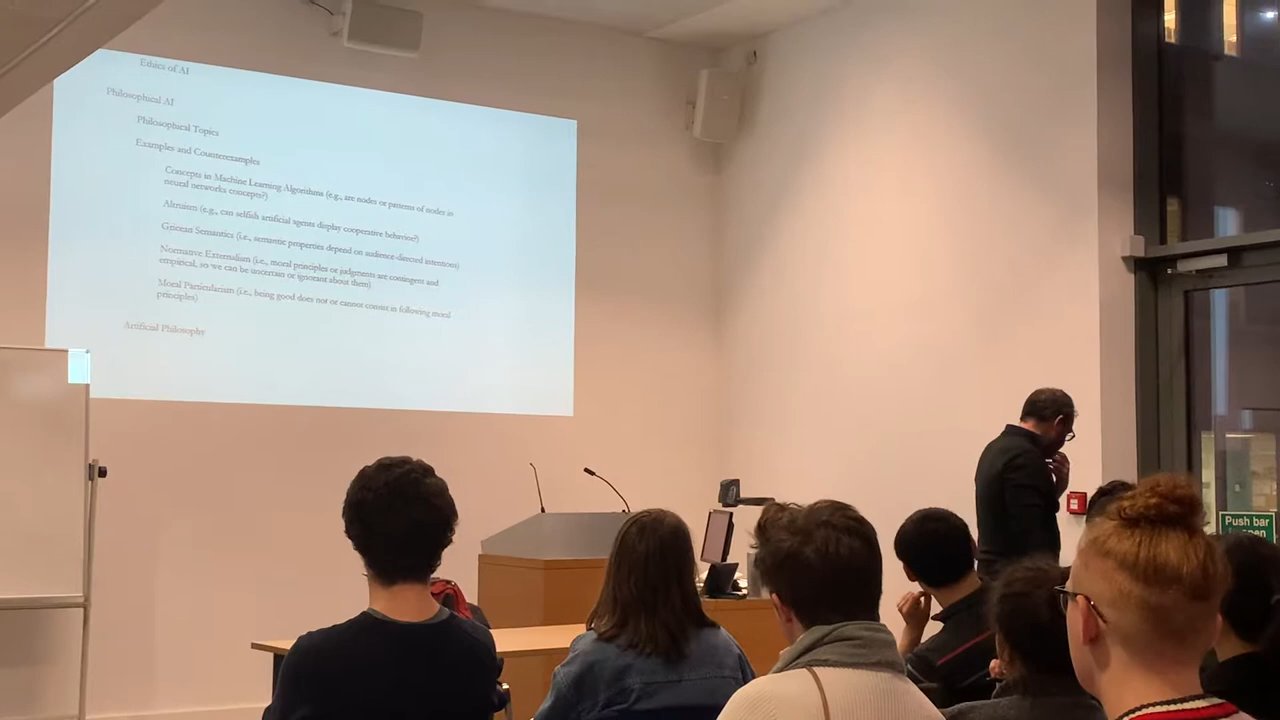 Ethics of AI
Philosophical AI
Philosophical Topics
Examples and Counterexamples
Concepts in Machine Learning Algorithms (e.g., are nodes or patterns of nodes in
neural networks concepts?)
Altruism (e.g., can selfish artificial agents display cooperative behavior?)
Gricean Semantics (i.e., semantic properties depend on audience-directed intentions)
Normative Externalism (i.e., moral principles or judgments are contingent and
empirical, so we can be uncertain or ignorant about them)
Moral Particularism (i.e., being good does not or cannot consist in following moral
principles)
Artificial Philosophy
Push bar
open